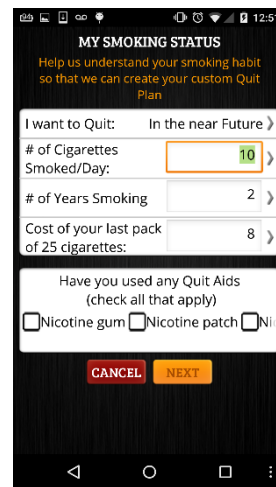 12:5
MY SMOKING STATUS
Help us understand your smoking habit
so that we can create your custom Quit
Plan
I want to Quit: In the near Future
# of Cigarettes
Smoked/Day: 10
# of Years Smoking 2
Cost of your last pack
of 25 cigarettes: 8
Have you used any Quit Aids
(check all that apply)
Nicotine gum Nicotine patch Ni
CANCEL NEXT